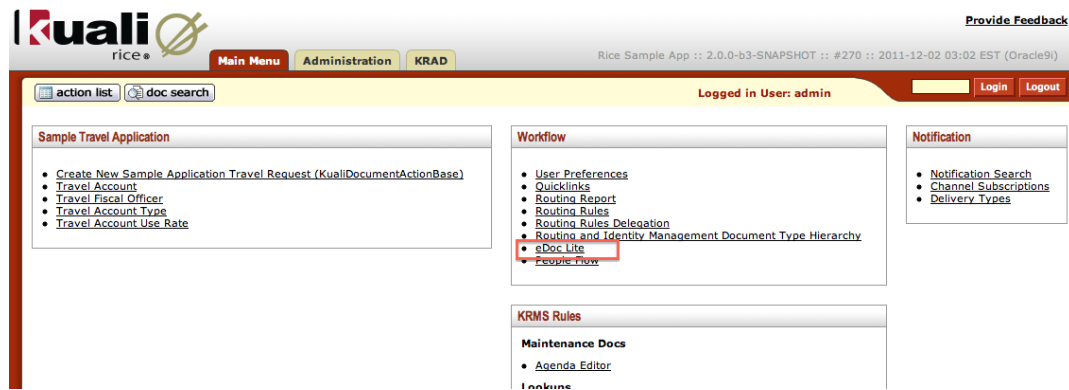 Kuali
rice®
Provide Feedback
Main Menu
Administration
KRAD
Rice Sample App :: 2.0.0-b3-SNAPSHOT :: #270 :: 2011-12-02 03:02 EST (Oracle9i)
action list
doc search
Logged in User: admin
Login
Logout
Sample Travel Application
Create New Sample Application Travel Request (KualiDocumentActionBase)
Travel Account
Travel Fiscal Officer
Travel Account Type
Travel Account Use Rate
Workflow
User Preferences
Quicklinks
Routing Report
Routing Rules
Routing Rules Delegation
Routing and Identity Management Document Type Hierarchy
eDoc Lite
People Flow
KRMS Rules
Maintenance Docs
Agenda Editor
Lookups
Notification
Notification Search
Channel Subscriptions
Delivery Types